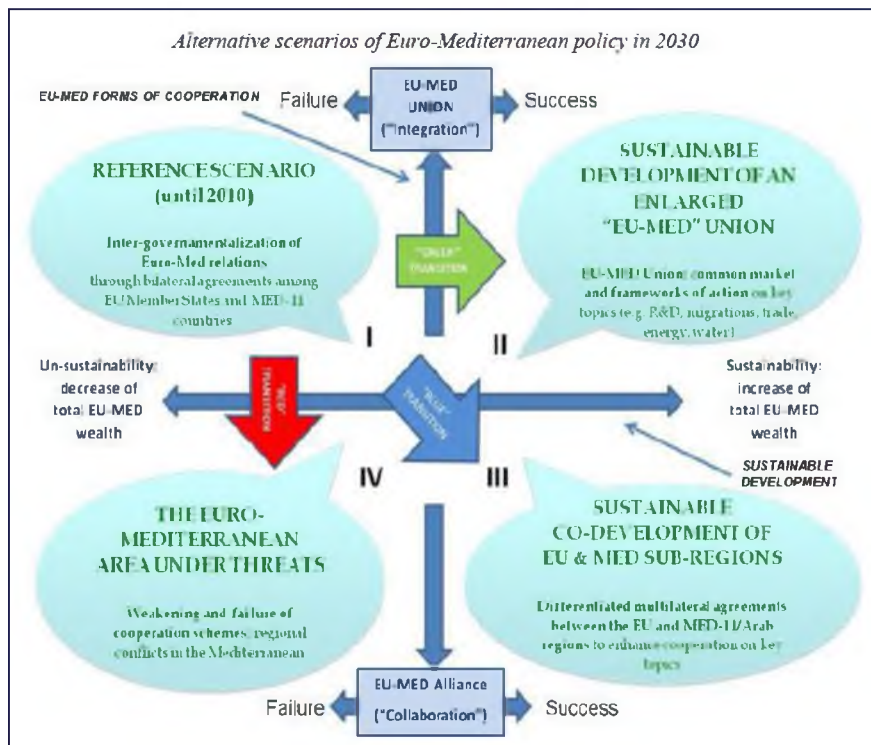 Alternative scenarios of Euro-Mediterranean policy in 2030
EU-MED FORMS OF COOPERATION
Failure
EU-MED
UNION
("Integration")
Success
REFERENCE SCENARIO
(until 2010)
Inter-governamentalization of
Euro-Med relations
through bilateral agreements among
EU Member States and MED-11
countries
SUSTAINABLE
DEVELOPMENT OF AN
ENLARGED
"EU-MED" UNION
EU-MED Union: common market
and frameworks of action on key
topics (e.g. R&D, migrations, trade,
energy, water)
"GREEN"
TRANSITION
I
II
Un-sustainability:
decrease of
total EU-MED
wealth
"RED"
TRANSITION
"BLUE"
TRANSITION
Sustainability:
increase of
total EU-MED
wealth
SUSTAINABLE
DEVELOPMENT
IV
III
THE EURO-
MEDITERRANEAN
AREA UNDER THREATS
Weakening and failure of
cooperation schemes, regional
conflicts in the Mediterranean
SUSTAINABLE
CO-DEVELOPMENT OF
EU & MED SUB-REGIONS
Differentiated multilateral agreements
between the EU and MED-11/Arab
regions to enhance cooperation on key
topics
Failure
EU-MED Alliance
("Collaboration")
Success